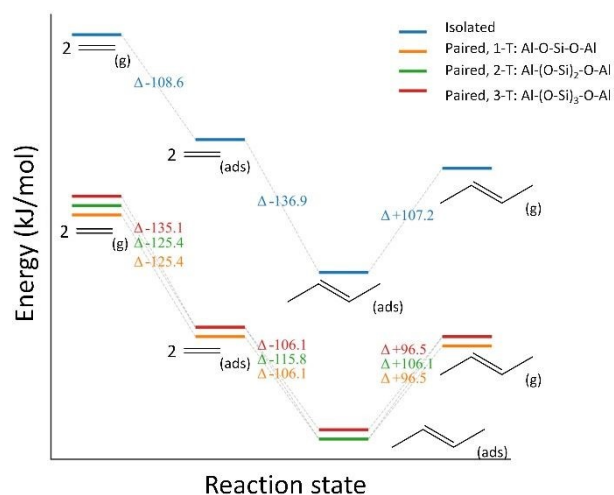 Isolated
Paired, 1-T: Al-O-Si-O-Al
Paired, 2-T: Al-(O-Si)₂-O-Al
Paired, 3-T: Al-(O-Si)₃-O-Al
2
(g)
Δ-108.6
2
(ads)
Δ-136.9
Δ+107.2
(g)
(ads)
2
(g)
Δ-135.1
Δ-125.4
Δ-125.4
2
(ads)
Δ-106.1
Δ-115.8
Δ-106.1
Δ+96.5
Δ+106.1
Δ+96.5
(g)
(ads)
Energy (kJ/mol)
Reaction state